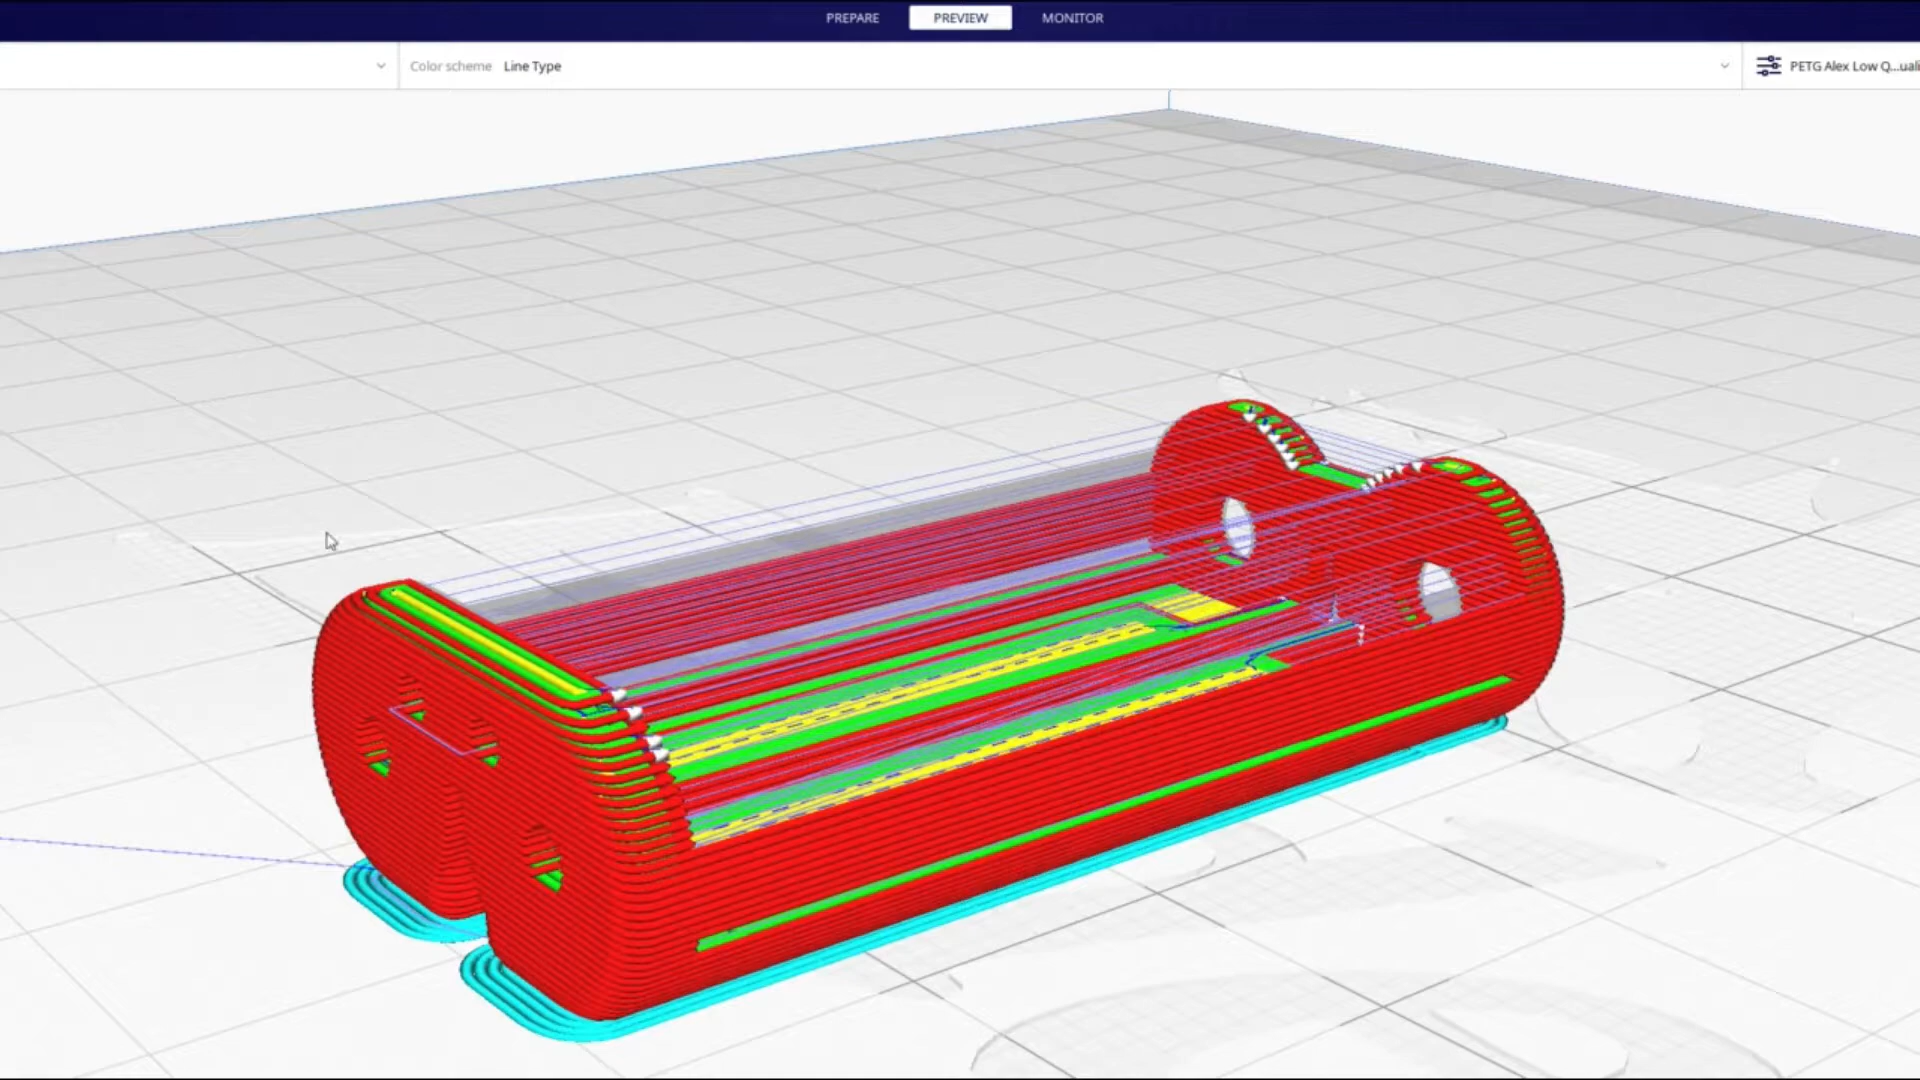 PREPARE
PREVIEW
MONITOR
Color scheme Line Type
PETG Alex Low Q...uali